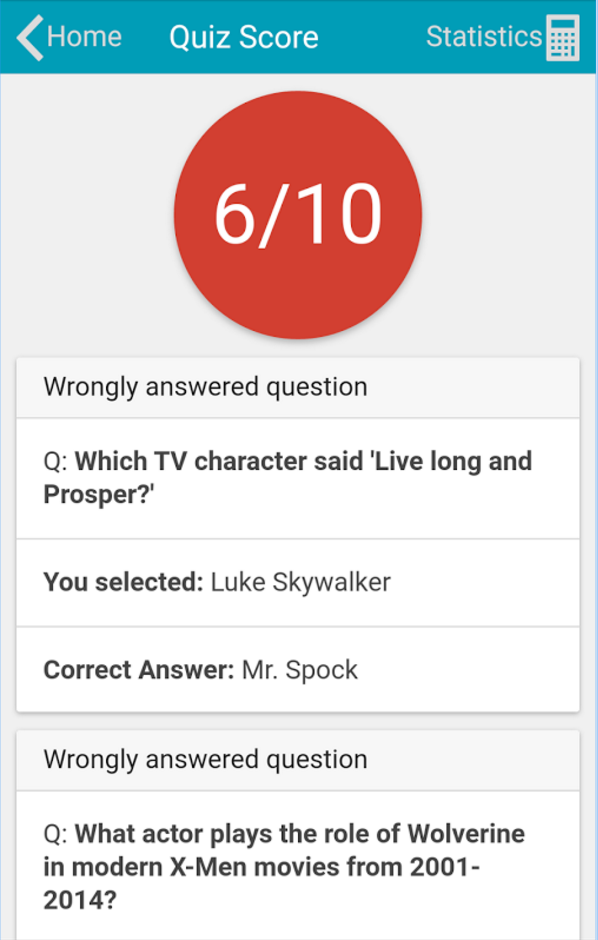 Home Quiz Score Statistics
6/10
Wrongly answered question
Q: Which TV character said 'Live long and
Prosper?'
You selected: Luke Skywalker
Correct Answer: Mr. Spock
Wrongly answered question
Q: What actor plays the role of Wolverine
in modern X-Men movies from 2001-
2014?